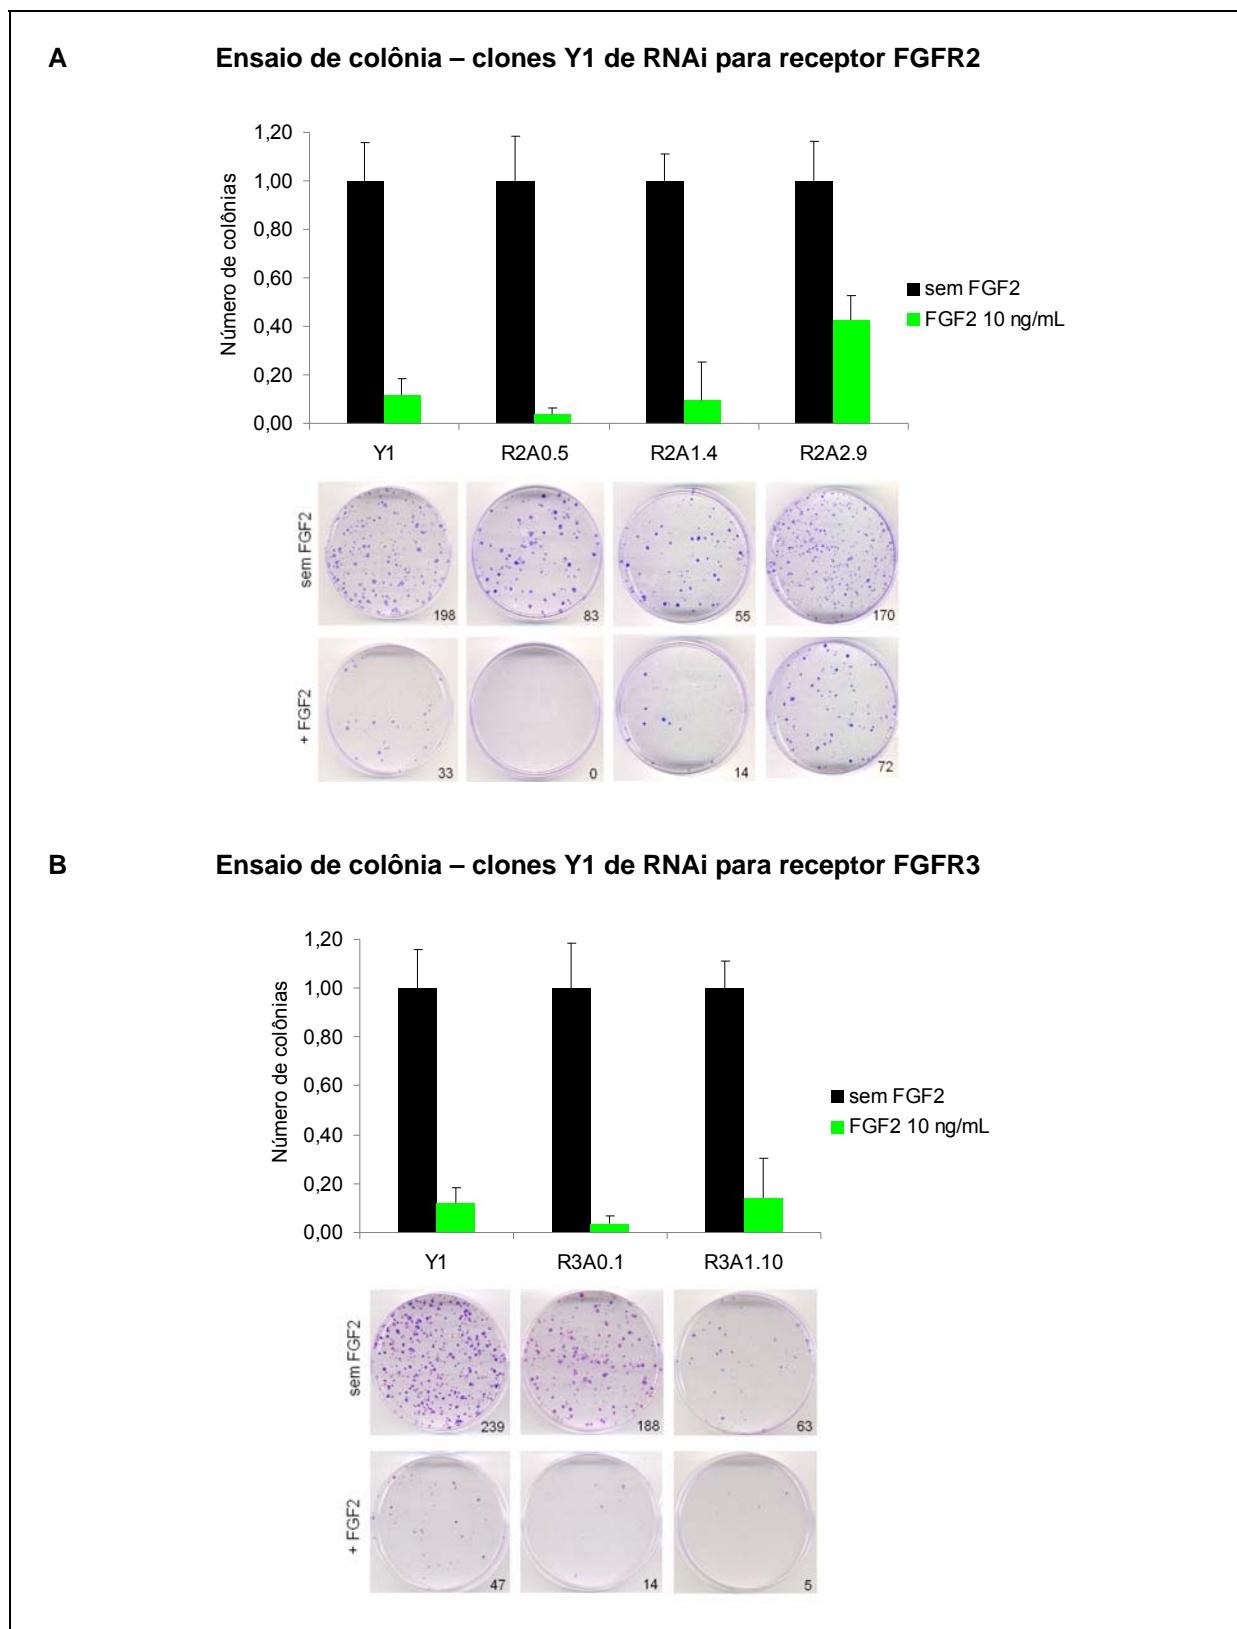 A
Ensaio de colônia – clones Y1 de RNAi para receptor FGFR2
Número de colônias
1,20
1,00
0,80
0,60
0,40
0,20
0,00
Y1 R2A0.5 R2A1.4 R2A2.9
sem FGF2
FGF2 10 ng/mL
sem FGF2
198 83 55 170
+ FGF2
33 0 14 72
B
Ensaio de colônia – clones Y1 de RNAi para receptor FGFR3
Número de colônias
1,20
1,00
0,80
0,60
0,40
0,20
0,00
Y1 R3A0.1 R3A1.10
sem FGF2
FGF2 10 ng/mL
sem FGF2
239 188 63
+ FGF2
47 14 5